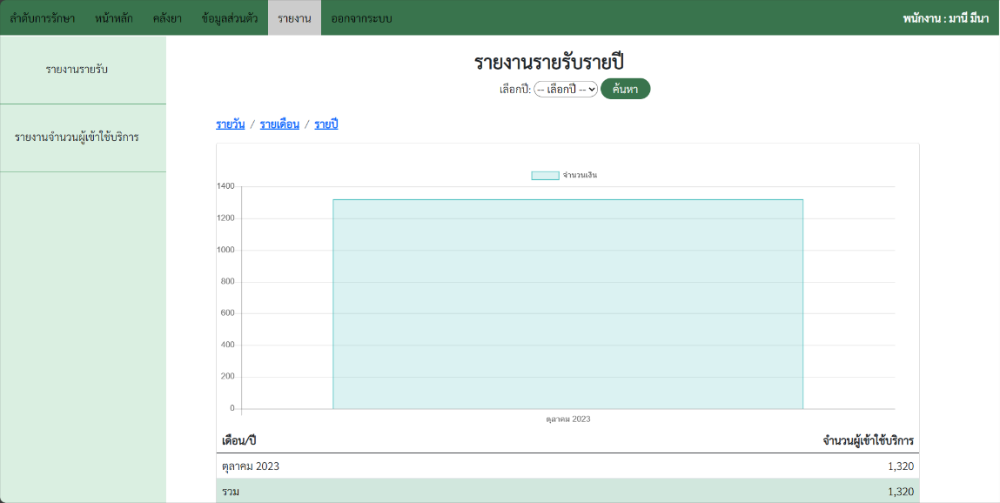 ลำดับการรักษา หน้าหลัก คลังยา ข้อมูลส่วนตัว รายงาน ออกจากระบบ พนักงาน : มานี มีนา
รายงานรายรับ
รายงานจำนวนผู้เข้าใช้บริการ
รายงานรายรับรายปี
เลือกปี: -- เลือกปี -- ค้นหา
รายวัน / รายเดือน / รายปี
จำนวนเงิน
1400
1200
1000
800
600
400
200
0
ตุลาคม 2023
เดือน/ปี จำนวนผู้เข้าใช้บริการ
ตุลาคม 2023 1,320
รวม 1,320